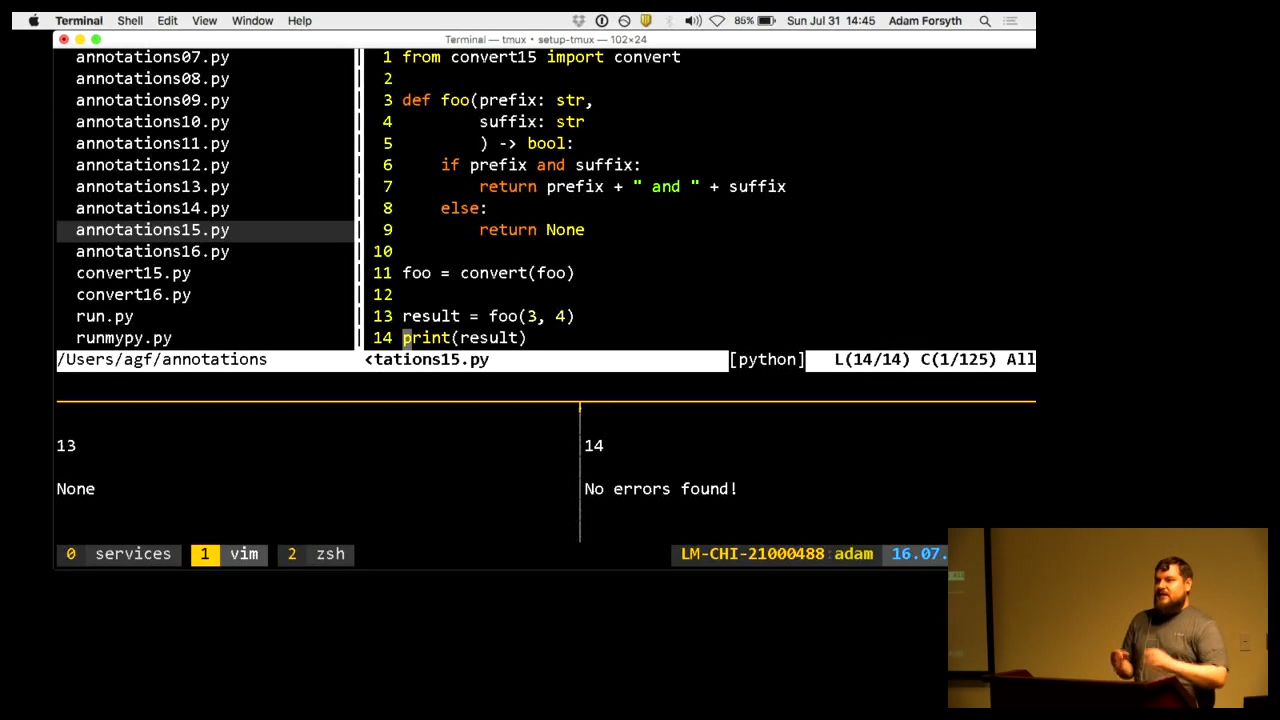 Terminal Shell Edit View Window Help 85% Sun Jul 31 14:45 Adam Forsyth
Terminal — tmux • setup-tmux — 102×24
annotations07.py
annotations08.py
annotations09.py
annotations10.py
annotations11.py
annotations12.py
annotations13.py
annotations14.py
annotations15.py
annotations16.py
convert15.py
convert16.py
run.py
runmypy.py
/Users/agf/annotations
1 from convert15 import convert
2
3 def foo(prefix: str,
4 suffix: str
5 ) -> bool:
6 if prefix and suffix:
7 return prefix + " and " + suffix
8 else:
9 return None
10
11 foo = convert(foo)
12
13 result = foo(3, 4)
14 print(result)
<tations15.py [python] L(14/14) C(1/125) All
13
None
14
No errors found!
0 services 1 vim 2 zsh LM-CHI-21000488:adam 16.07.